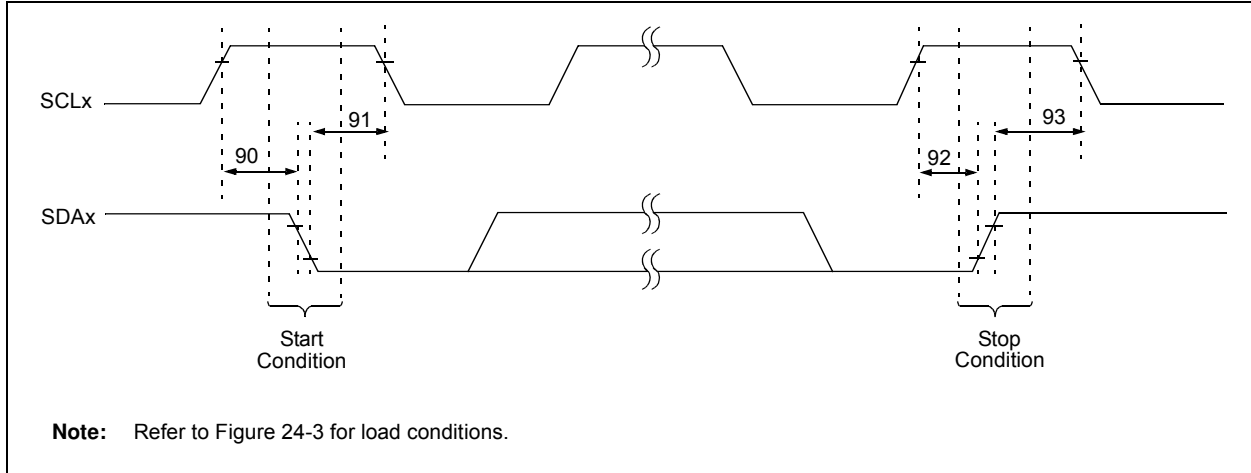 SCLx
91
93
90
92
SDAx
Start
Condition
Stop
Condition
Note: Refer to Figure 24-3 for load conditions.